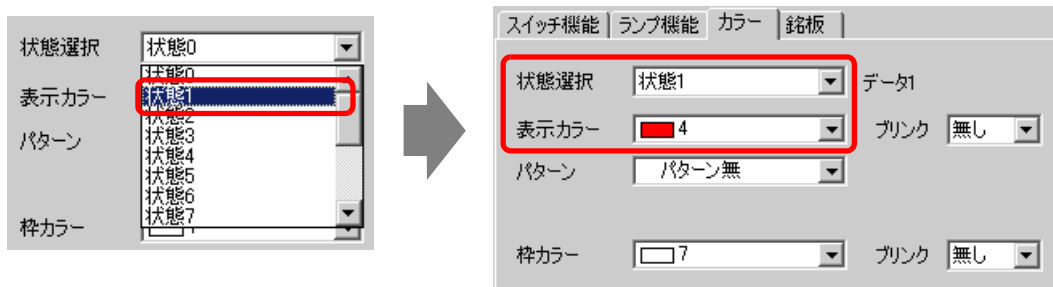 状態選択 状態0
状態0
表示カラー 状態1
状態2
パターン 状態3
状態4
状態5
状態6
枠カラー 状態7
スイッチ機能 ランプ機能 カラー 銘板
状態選択 状態1 データ1
表示カラー 4 ブリンク 無し
パターン パターン無
枠カラー 7 ブリンク 無し